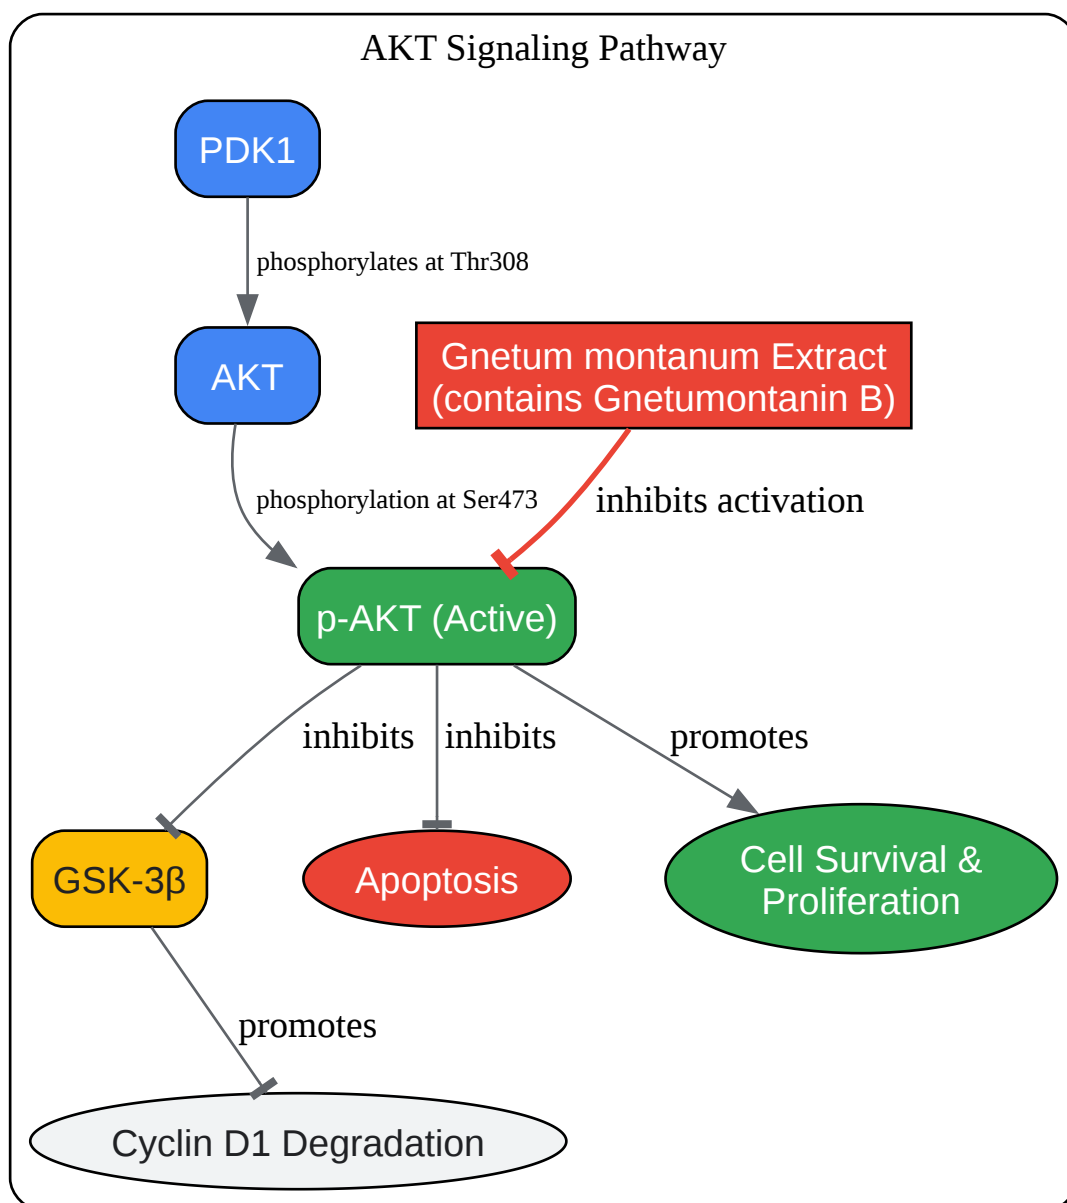 AKT Signaling Pathway
PDK1
phosphorylates at Thr308
AKT
Gnetum montanum Extract
(contains Gnetumontanin B)
phosphorylation at Ser473
inhibits activation
p-AKT (Active)
inhibits
inhibits
promotes
GSK-3β
Apoptosis
Cell Survival &
Proliferation
promotes
Cyclin D1 Degradation